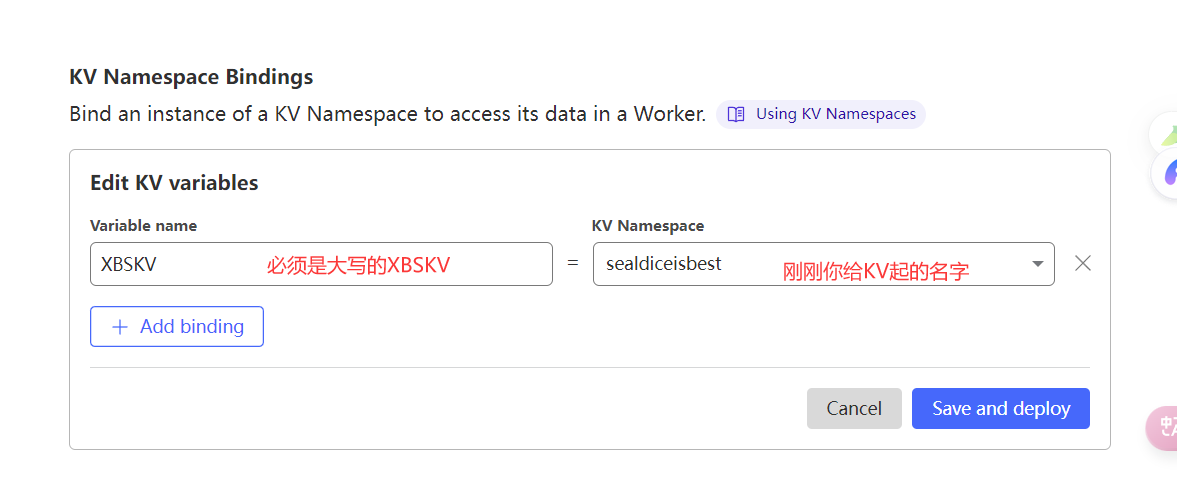 KV Namespace Bindings
Bind an instance of a KV Namespace to access its data in a Worker. Using KV Namespaces
Edit KV variables
Variable name KV Namespace
XBSKV 必须是大写的XBSKV = sealdiceisbest 刚刚你给KV起的名字
+ Add binding
Cancel Save and deploy